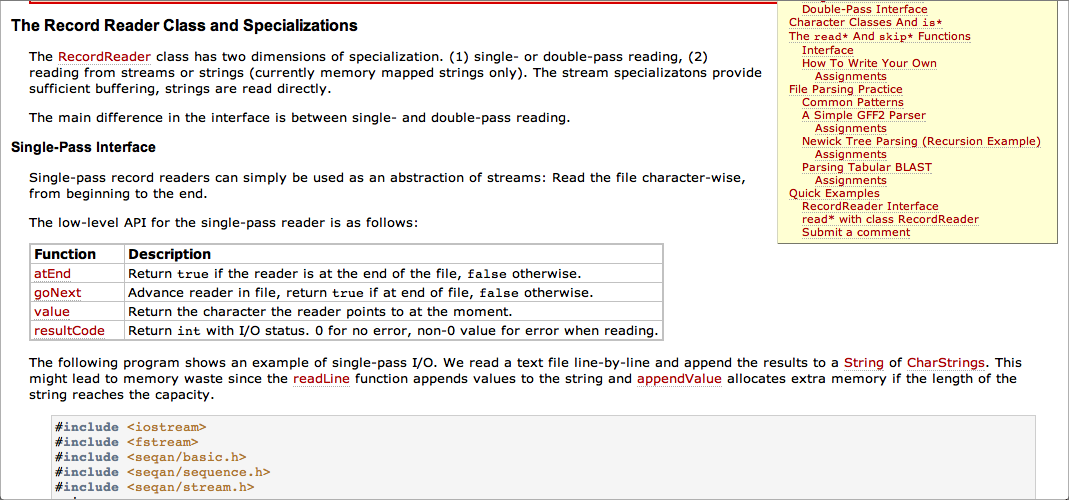 The Record Reader Class and Specializations
The RecordReader class has two dimensions of specialization. (1) single- or double-pass reading, (2)
reading from streams or strings (currently memory mapped strings only). The stream specializatons provide
sufficient buffering, strings are read directly.
The main difference in the interface is between single- and double-pass reading.
Single-Pass Interface
Single-pass record readers can simply be used as an abstraction of streams: Read the file character-wise,
from beginning to the end.
The low-level API for the single-pass reader is as follows:
Function Description
atEnd Return true if the reader is at the end of the file, false otherwise.
goNext Advance reader in file, return true if at end of file, false otherwise.
value Return the character the reader points to at the moment.
resultCode Return int with I/O status. 0 for no error, non-0 value for error when reading.
The following program shows an example of single-pass I/O. We read a text file line-by-line and append the results to a String of CharStrings. This
might lead to memory waste since the readLine function appends values to the string and appendValue allocates extra memory if the length of the
string reaches the capacity.
#include <iostream>
#include <fstream>
#include <seqan/basic.h>
#include <seqan/sequence.h>
#include <seqan/stream.h>
Double-Pass Interface
Character Classes And is*
The read* And skip* Functions
Interface
How To Write Your Own
Assignments
File Parsing Practice
Common Patterns
A Simple GFF2 Parser
Assignments
Newick Tree Parsing (Recursion Example)
Assignments
Parsing Tabular BLAST
Assignments
Quick Examples
RecordReader Interface
read* with class RecordReader
Submit a comment